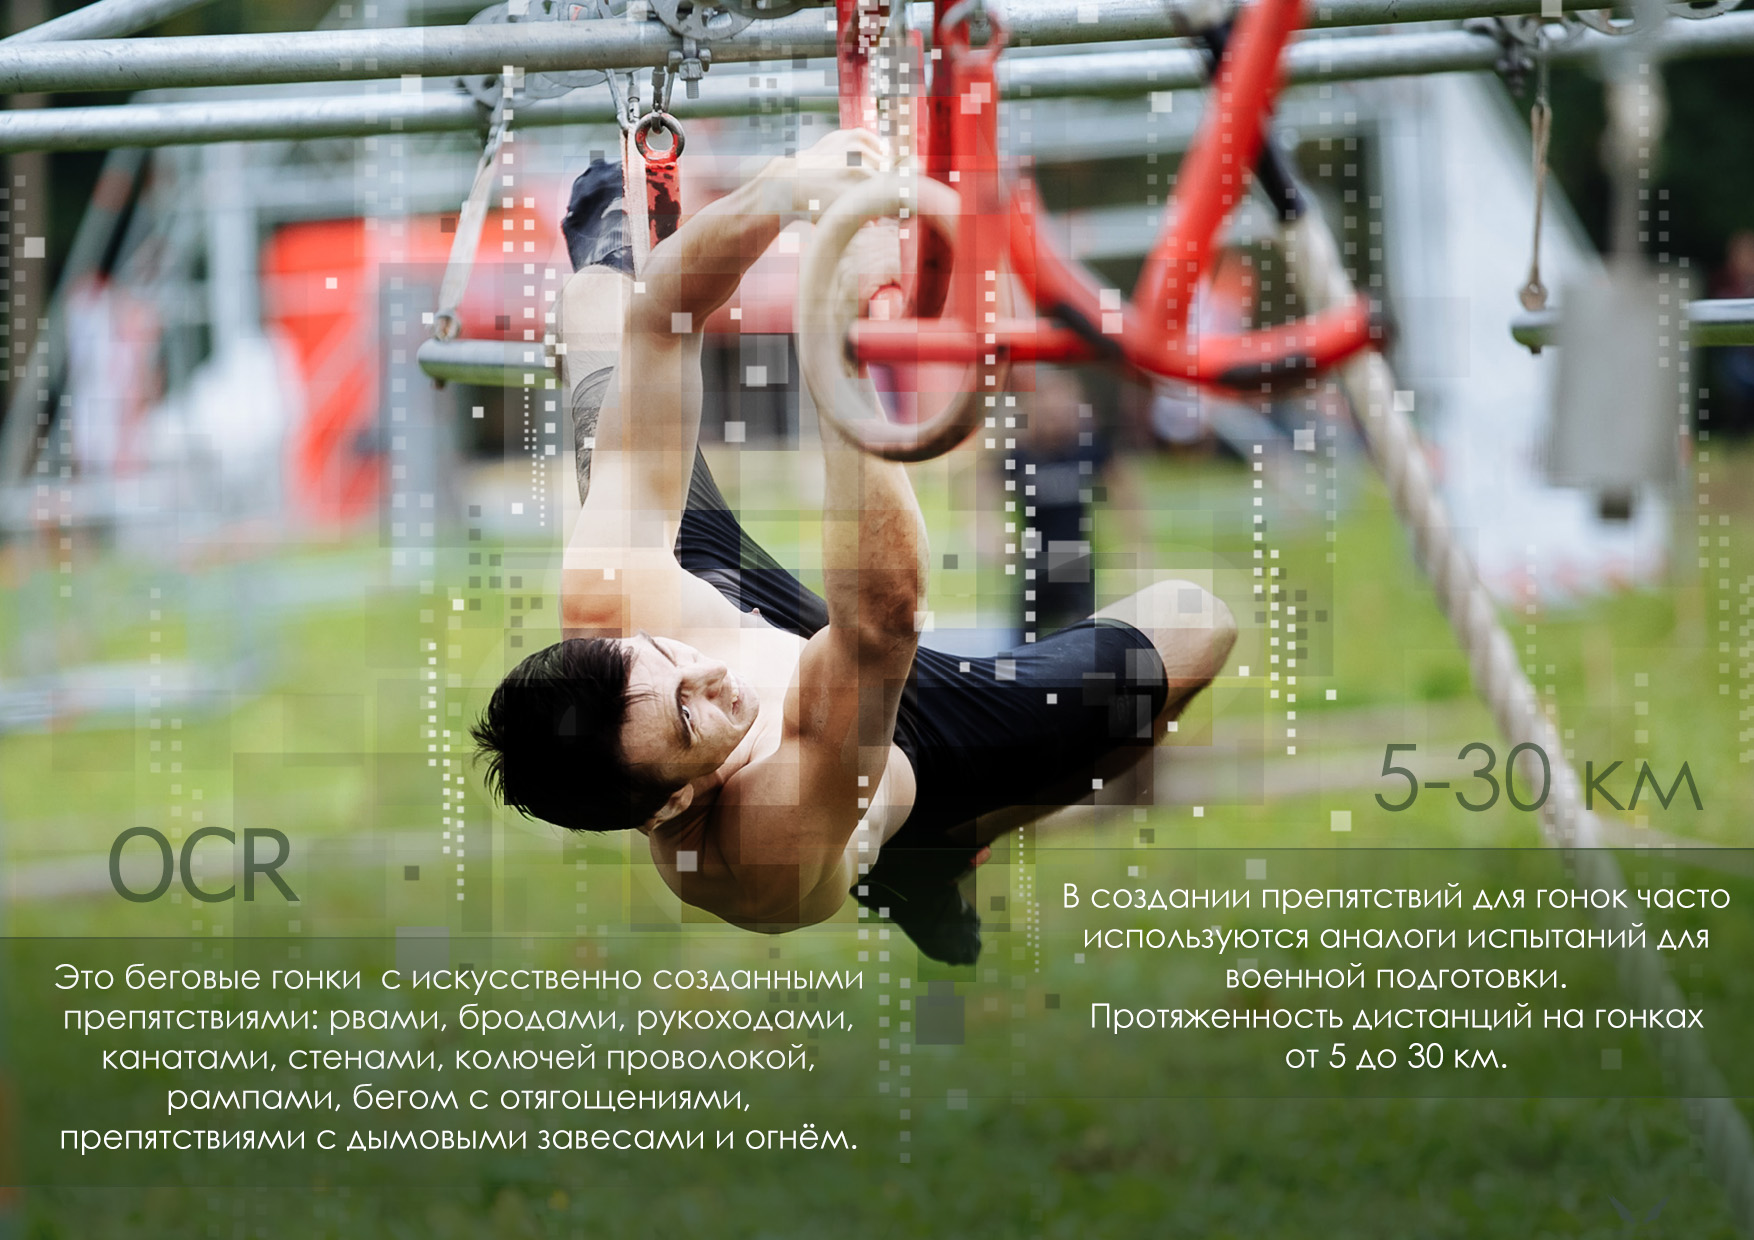 OCR
Это беговые гонки с искусственно созданными
препятствиями: рвами, бродами, рукоходами,
канатами, стенами, колючей проволокой,
рампами, бегом с отягощениями,
препятствиями с дымовыми завесами и огнём.
5-30 км
В создании препятствий для гонок часто
используются аналоги испытаний для
военной подготовки.
Протяженность дистанций на гонках
от 5 до 30 км.